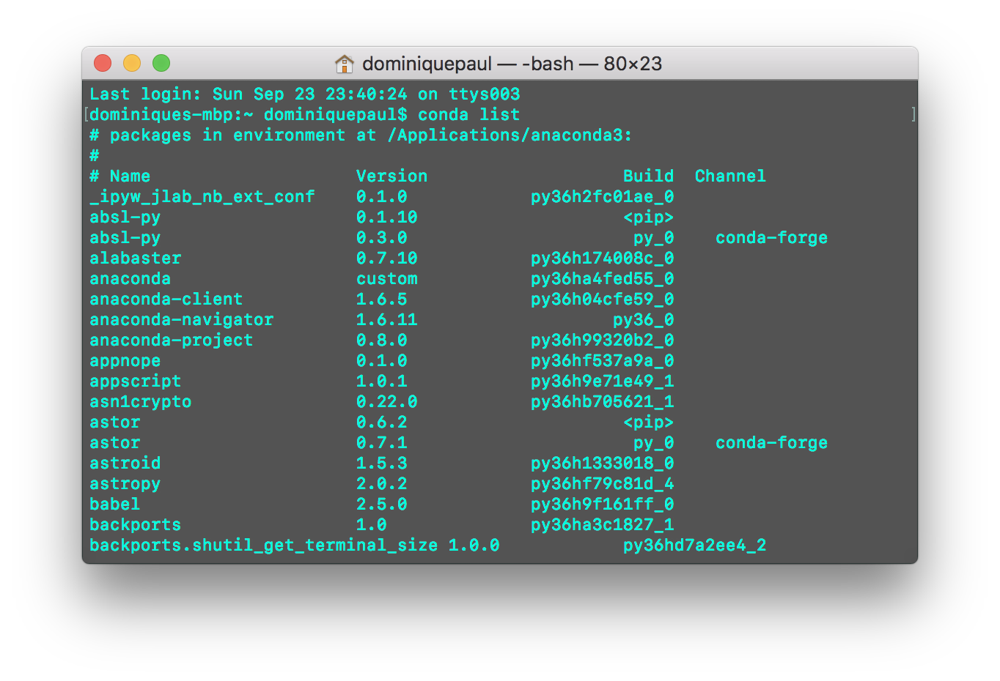 dominiquepaul — -bash — 80×23
Last login: Sun Sep 23 23:40:24 on ttys003
[dominiques-mbp:~ dominiquepaul$ conda list ]
# packages in environment at /Applications/anaconda3:
#
# Name                    Version                   Build  Channel
_ipyw_jlab_nb_ext_conf    0.1.0            py36h2fc01ae_0
absl-py                   0.1.10                    <pip>
absl-py                   0.3.0                      py_0    conda-forge
alabaster                 0.7.10           py36h174008c_0
anaconda                  custom           py36ha4fed55_0
anaconda-client           1.6.5            py36h04cfe59_0
anaconda-navigator        1.6.11                   py36_0
anaconda-project          0.8.0            py36h99320b2_0
appnope                   0.1.0            py36hf537a9a_0
appscript                 1.0.1            py36h9e71e49_1
asn1crypto                0.22.0           py36hb705621_1
astor                     0.6.2                     <pip>
astor                     0.7.1                      py_0    conda-forge
astroid                   1.5.3            py36h1333018_0
astropy                   2.0.2            py36hf79c81d_4
babel                     2.5.0            py36h9f161ff_0
backports                 1.0              py36ha3c1827_1
backports.shutil_get_terminal_size 1.0.0            py36hd7a2ee4_2